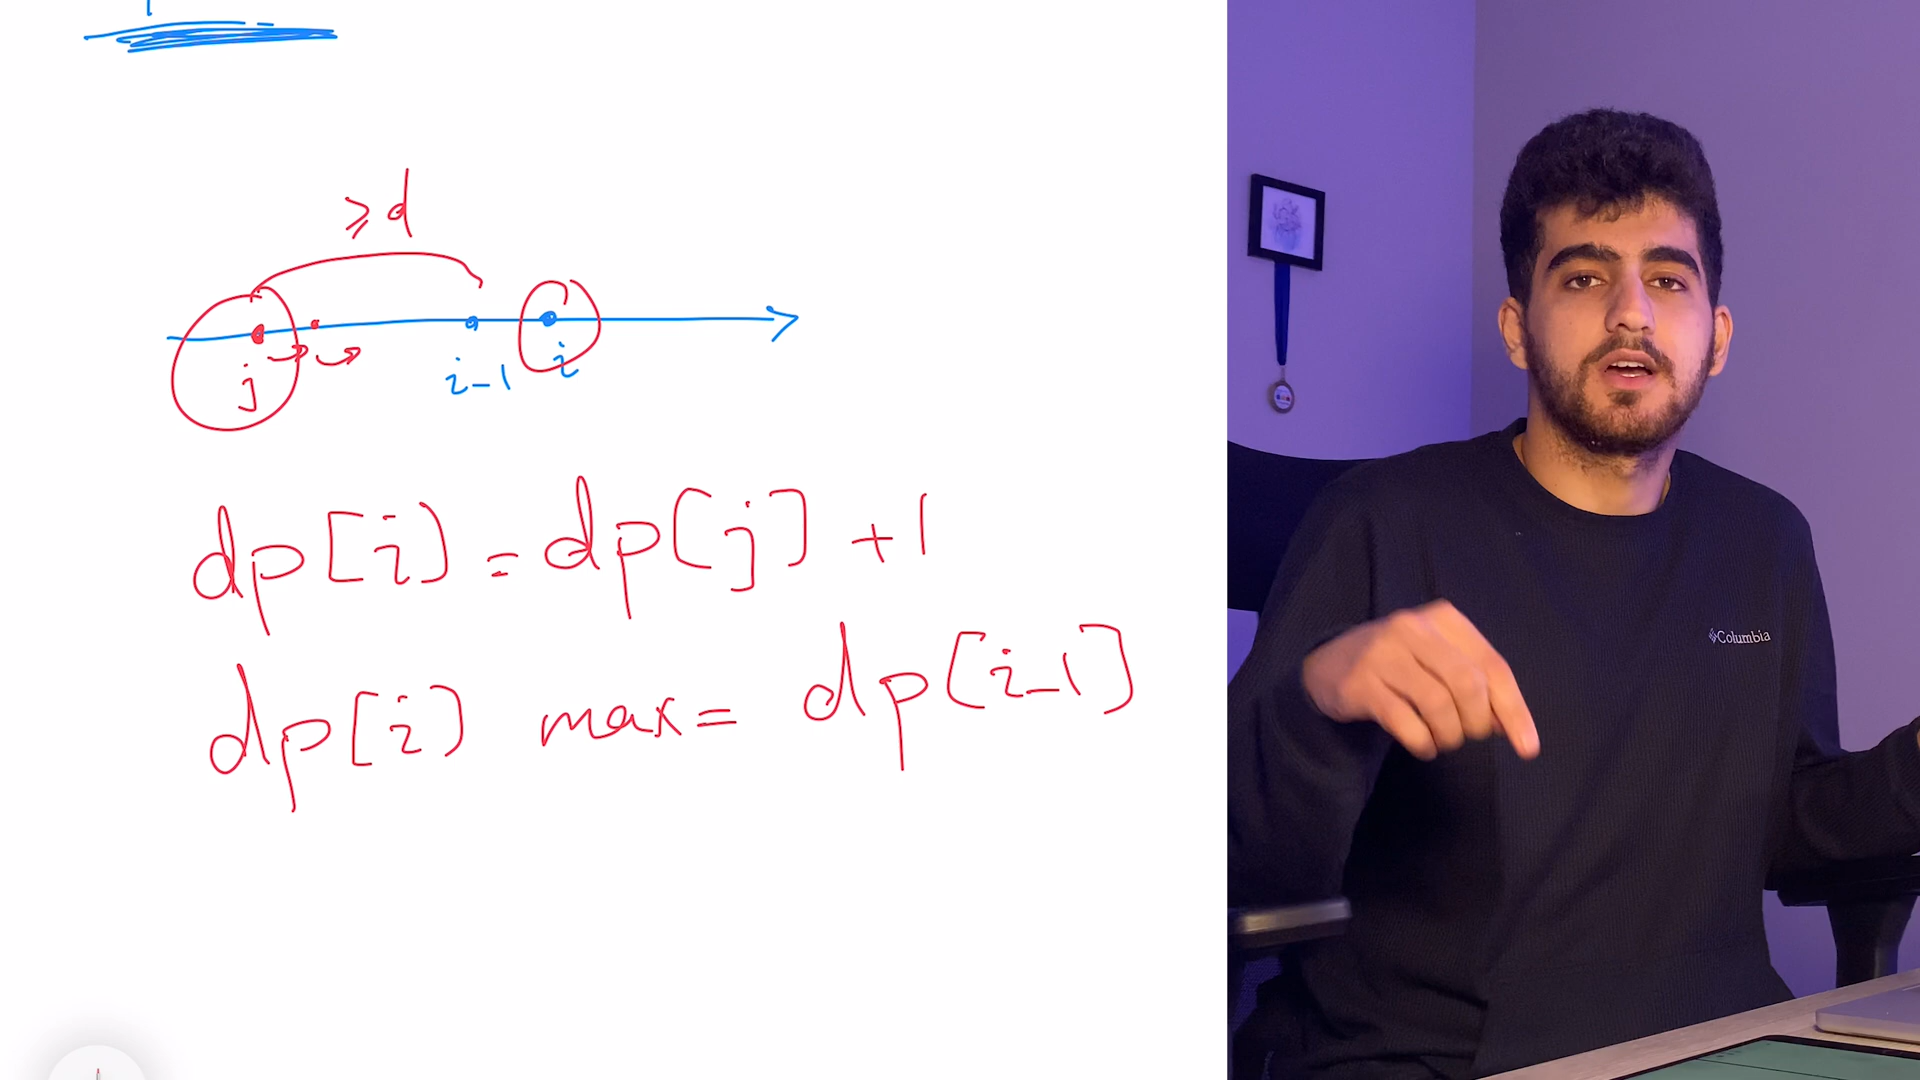 ≥ d
j i-1 i
dp[i] = dp[j] + 1
dp[i] max= dp[i-1]
Columbia